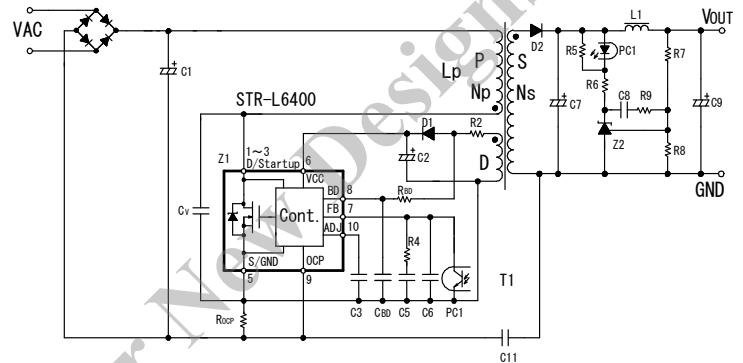 VAC
C1
STR-L6400
Z1
1~3
D/Startup
6
VCC
Cont.
BD
8
FB
7
ADJ
10
S/GND
5
OCP
9
CV
ROCP
C3
CBD
C5
C6
R4
PC1
RBD
D1
R2
C2
D
Lp
P
Np
S
Ns
T1
C11
D2
C7
R5
PC1
R6
C8
R9
Z2
L1
R7
R8
C9
VOUT
GND
r New Design